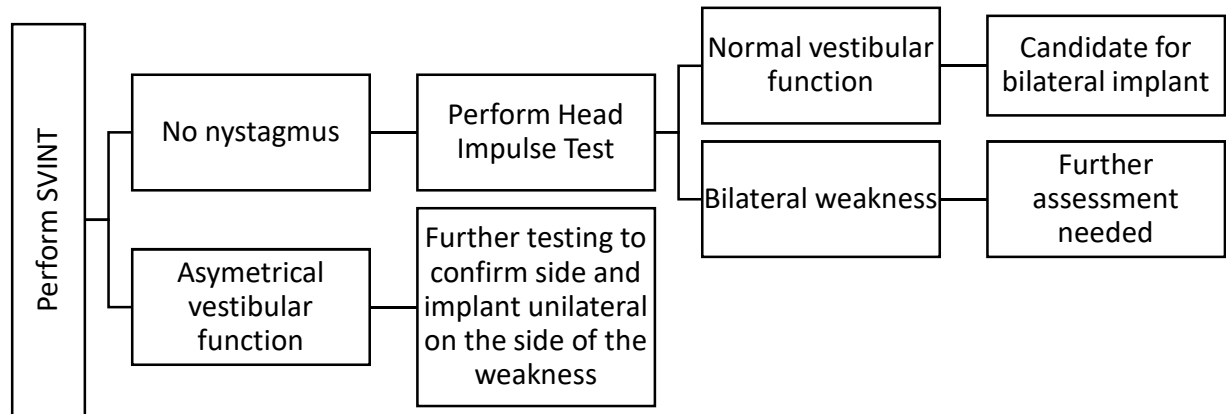 Perform SVINT
No nystagmus
Perform Head
Impulse Test
Normal vestibular
function
Candidate for
bilateral implant
Bilateral weakness
Further
assessment
needed
Asymetrical
vestibular
function
Further testing to
confirm side and
implant unilateral
on the side of the
weakness